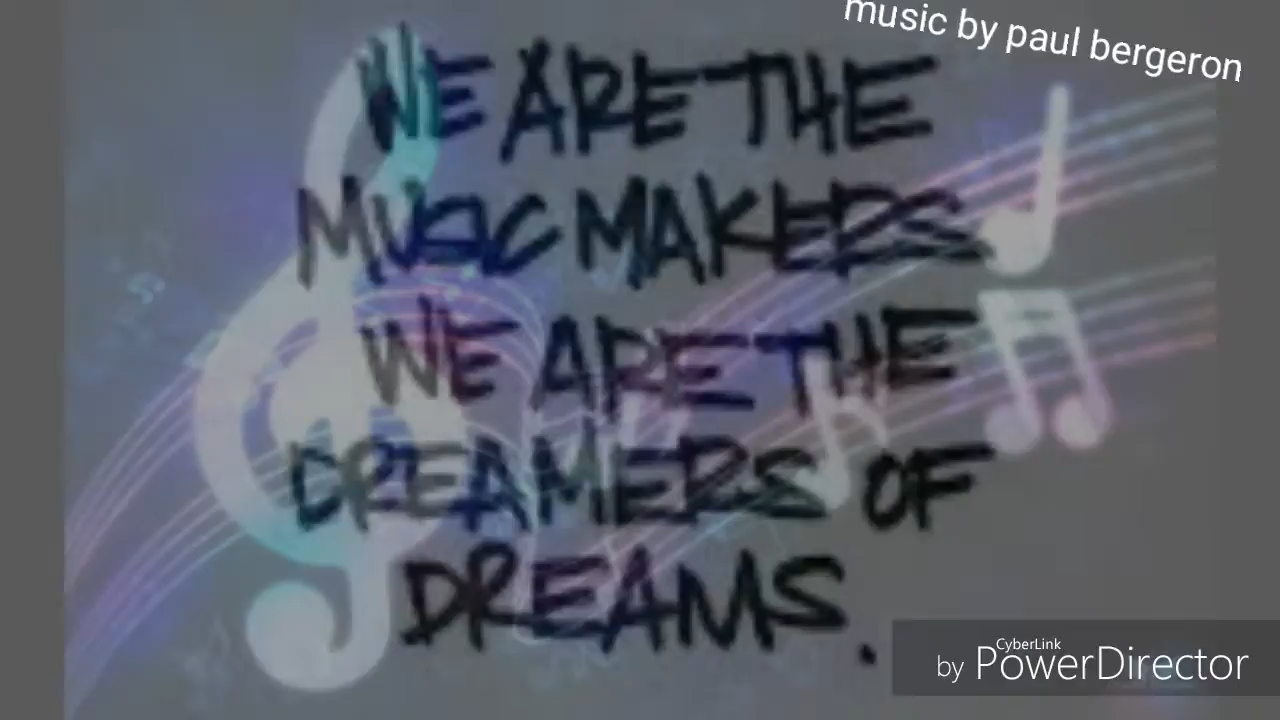 music by paul bergeron
WE ARE THE
MUSIC MAKERS
WE ARE THE
DREAMERS OF
DREAMS.
CyberLink
by PowerDirector